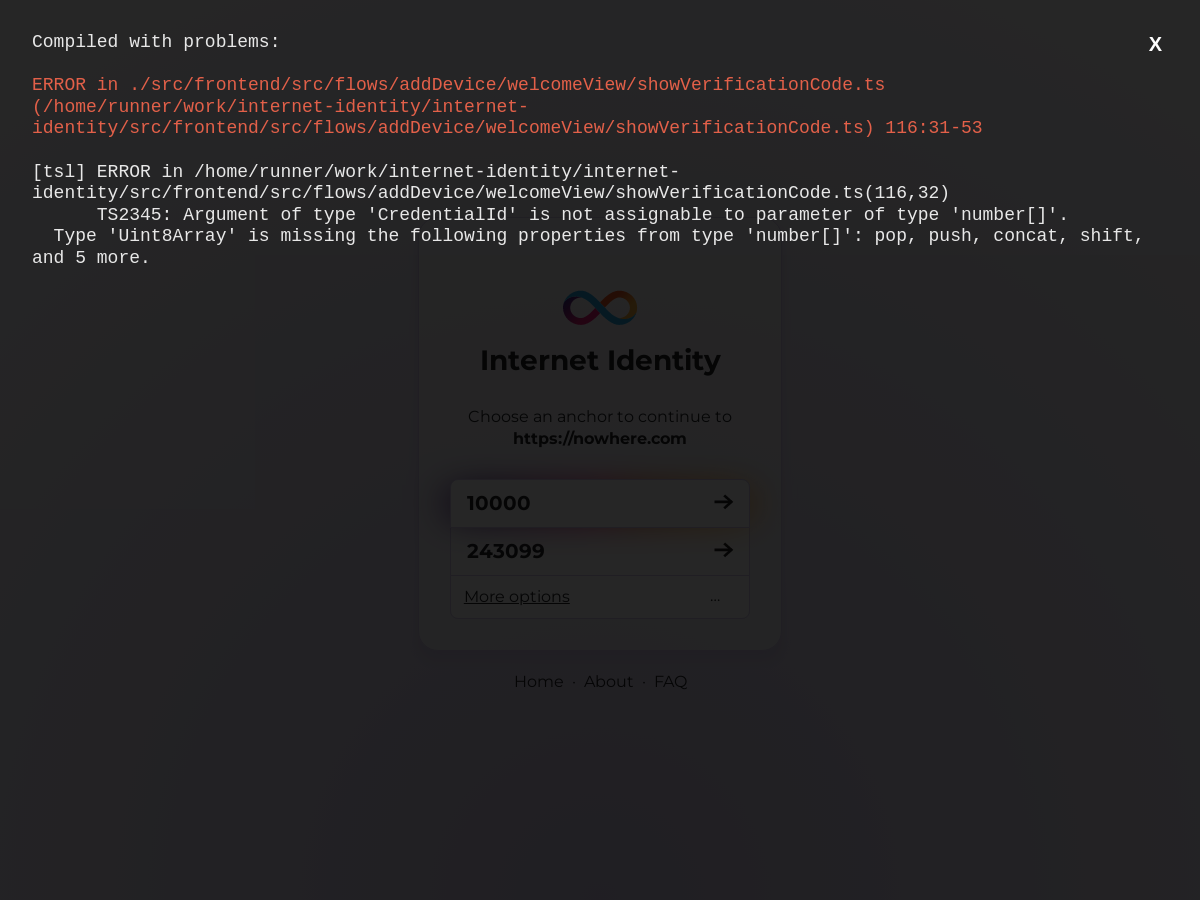 Compiled with problems:
X
ERROR in ./src/frontend/src/flows/addDevice/welcomeView/showVerificationCode.ts
(/home/runner/work/internet-identity/internet-
identity/src/frontend/src/flows/addDevice/welcomeView/showVerificationCode.ts) 116:31-53
[tsl] ERROR in /home/runner/work/internet-identity/internet-
identity/src/frontend/src/flows/addDevice/welcomeView/showVerificationCode.ts(116,32)
TS2345: Argument of type 'CredentialId' is not assignable to parameter of type 'number[]'.
Type 'Uint8Array' is missing the following properties from type 'number[]': pop, push, concat, shift,
and 5 more.
Internet Identity
Choose an anchor to continue to
https://nowhere.com
10000
243099
More options ...
Home · About · FAQ